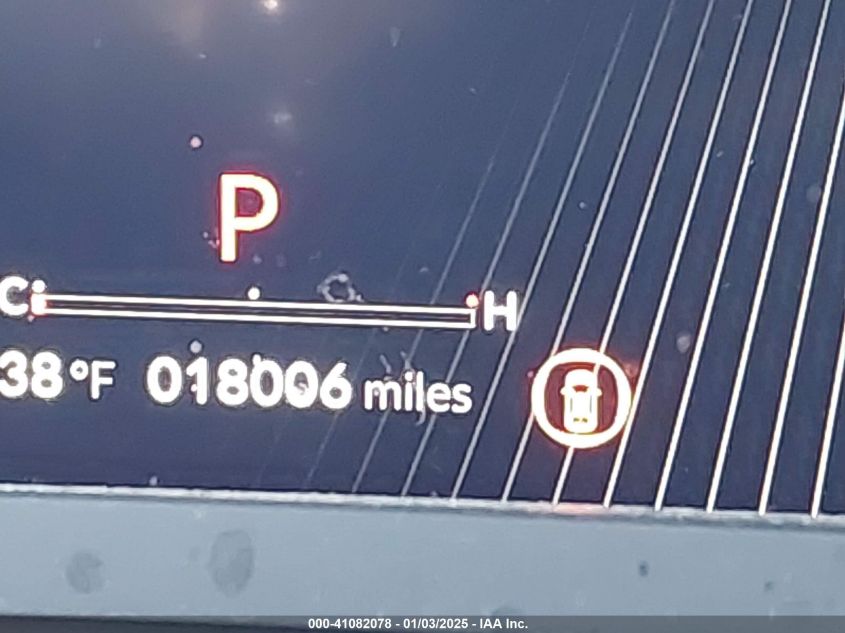 P
C H
38°F 018006 miles
000-41082078 - 01/03/2025 - IAA Inc.